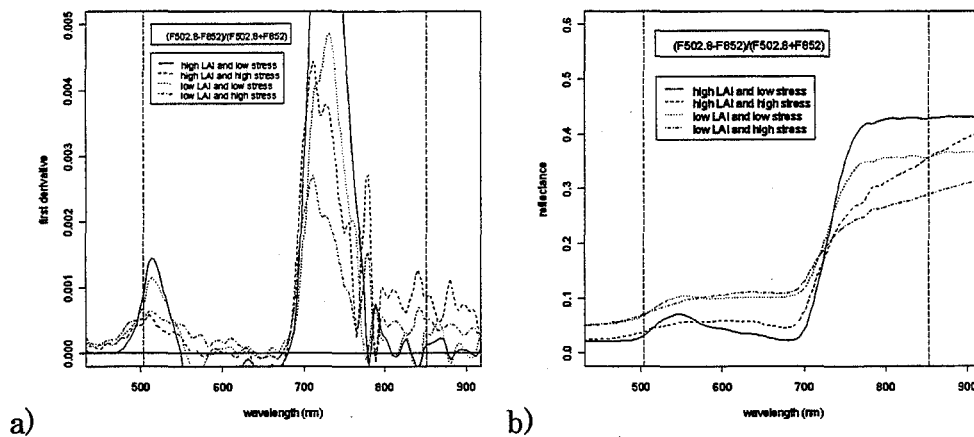 (F502.8-F852)/(F502.8+F852)
high LAI and low stress
high LAI and high stress
low LAI and low stress
low LAI and high stress
first derivative
0.005
0.004
0.003
0.002
0.001
0.000
500 600 700 800 900
wavelength (nm)
a)
(F502.8-F852)/(F502.8+F852)
high LAI and low stress
high LAI and high stress
low LAI and low stress
low LAI and high stress
reflectance
0.6
0.4
0.3
0.2
0.1
0.0
500 600 700 800 900
wavelength (nm)
b)